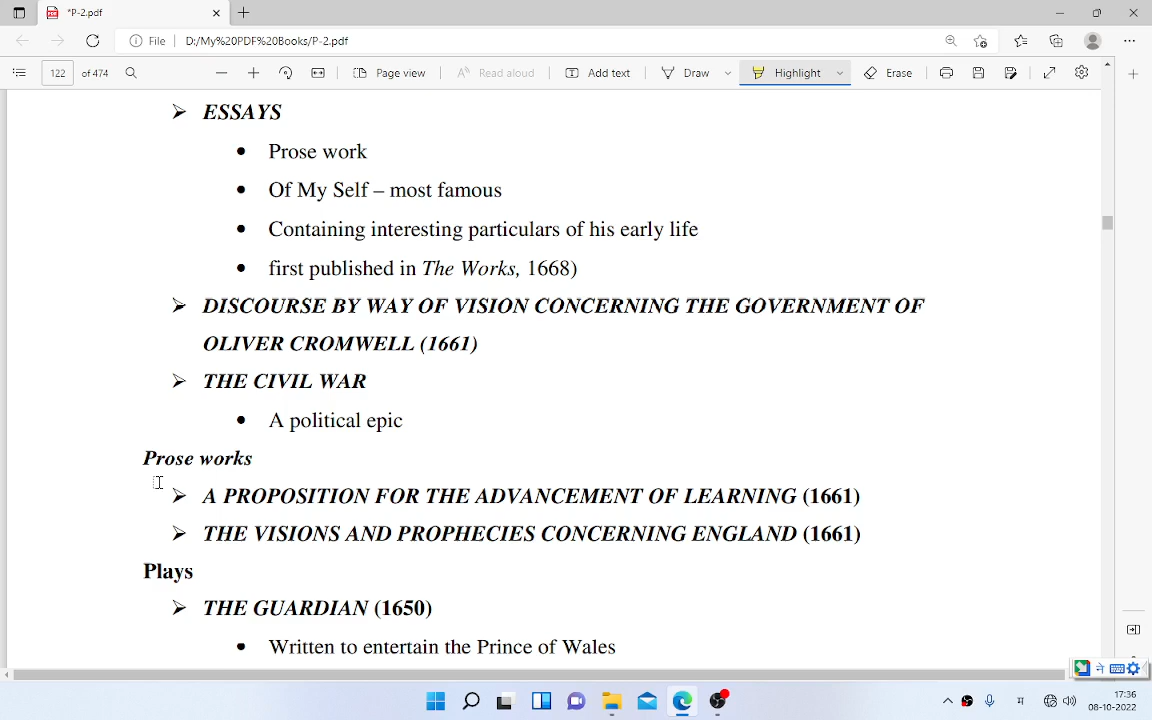 *P-2.pdf
File D:/My%20PDF%20Books/P-2.pdf
122 of 474 Page view Read aloud Add text Draw Highlight Erase
ESSAYS
Prose work
Of My Self – most famous
Containing interesting particulars of his early life
first published in The Works, 1668)
DISCOURSE BY WAY OF VISION CONCERNING THE GOVERNMENT OF
OLIVER CROMWELL (1661)
THE CIVIL WAR
A political epic
Prose works
A PROPOSITION FOR THE ADVANCEMENT OF LEARNING (1661)
THE VISIONS AND PROPHECIES CONCERNING ENGLAND (1661)
Plays
THE GUARDIAN (1650)
Written to entertain the Prince of Wales
ने
म 17:36
08-10-2022